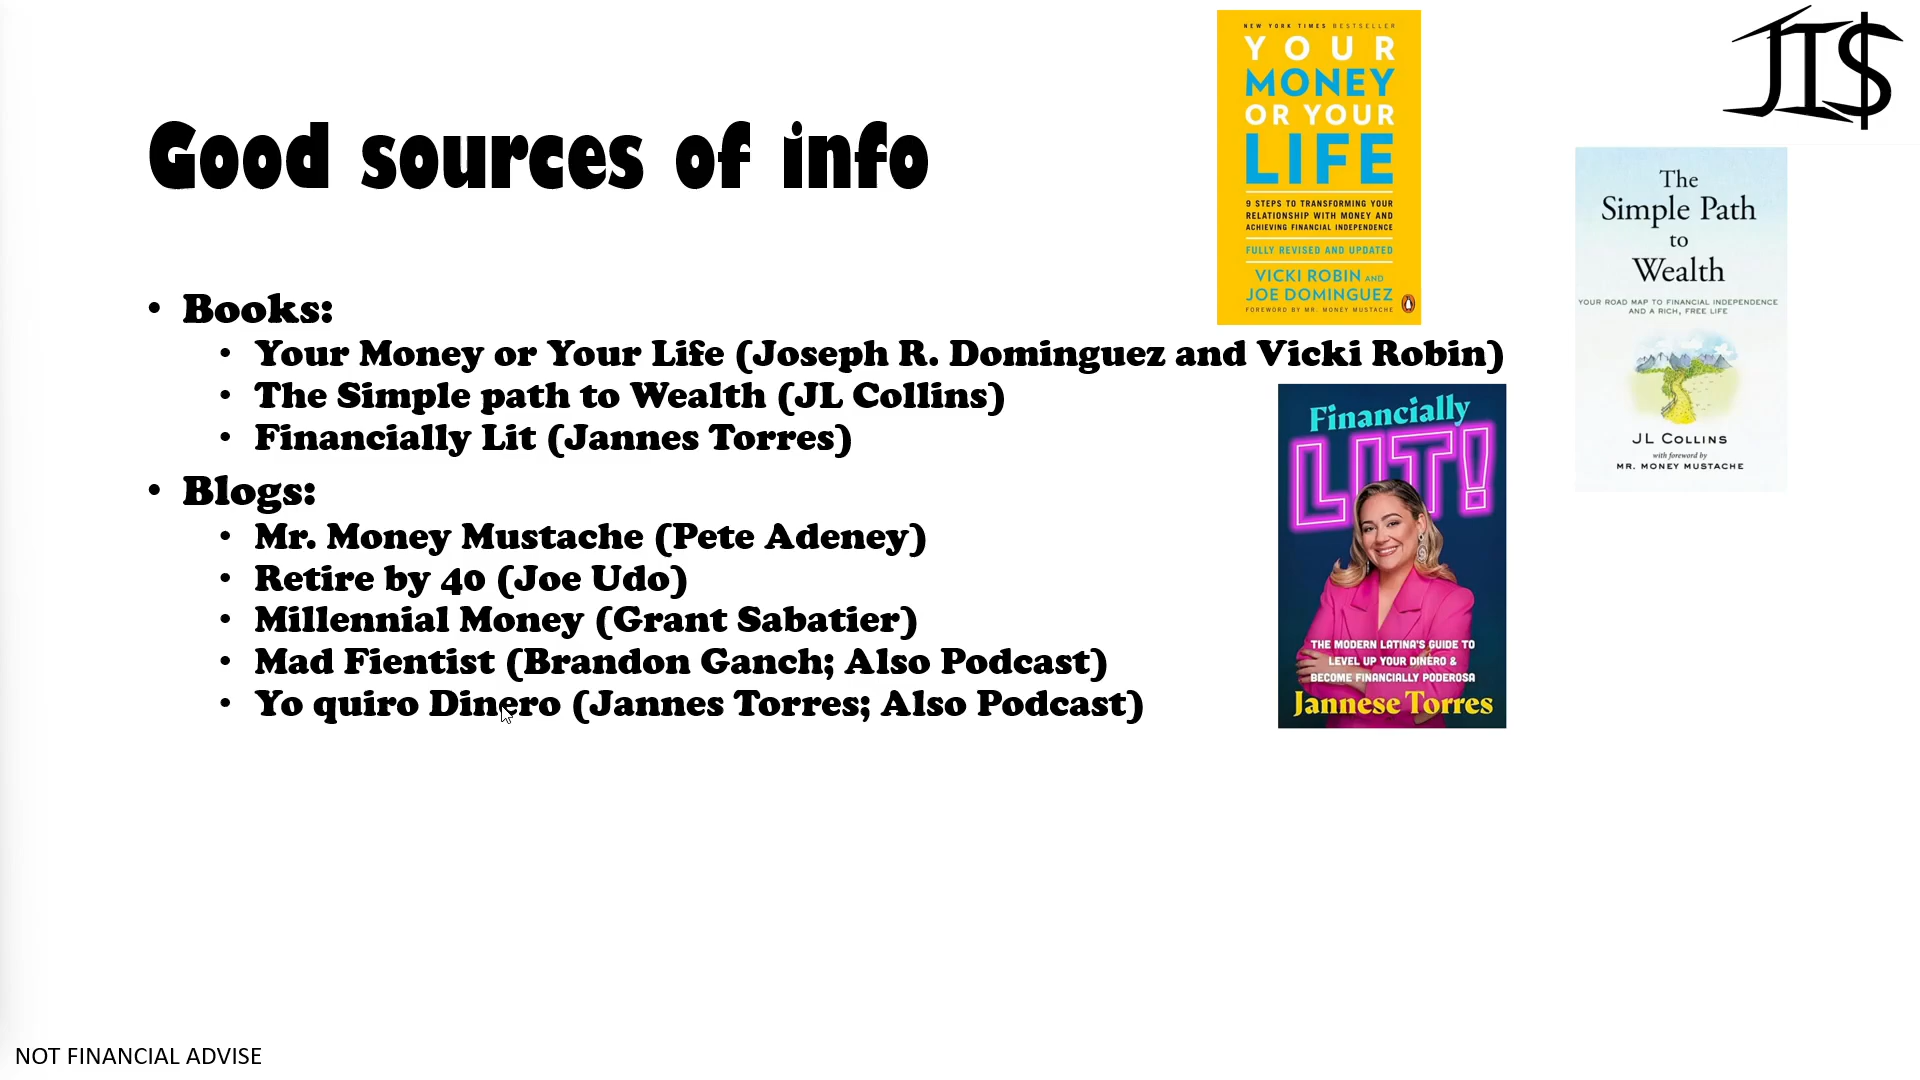 Good sources of info
• Books:
• Your Money or Your Life (Joseph R. Dominguez and Vicki Robin)
• The Simple path to Wealth (JL Collins)
• Financially Lit (Jannes Torres)
• Blogs:
• Mr. Money Mustache (Pete Adeney)
• Retire by 40 (Joe Udo)
• Millennial Money (Grant Sabatier)
• Mad Fientist (Brandon Ganch; Also Podcast)
• Yo quiro Dinero (Jannes Torres; Also Podcast)
NEW YORK TIMES BESTSELLER
YOUR
MONEY
OR YOUR
LIFE
9 STEPS TO TRANSFORMING YOUR
RELATIONSHIP WITH MONEY AND
ACHIEVING FINANCIAL INDEPENDENCE
FULLY REVISED AND UPDATED
VICKI ROBIN AND
JOE DOMINGUEZ
FOREWORD BY MR. MONEY MUSTACHE
JI$
The
Simple Path
to
Wealth
YOUR ROAD MAP TO FINANCIAL INDEPENDENCE
AND A RICH, FREE LIFE
JL COLLINS
with foreword by
MR. MONEY MUSTACHE
Financially
LIT!
THE MODERN LATINA'S GUIDE TO
LEVEL UP YOUR DINERO &
BECOME FINANCIALLY PODEROSA
Jannese Torres
NOT FINANCIAL ADVISE